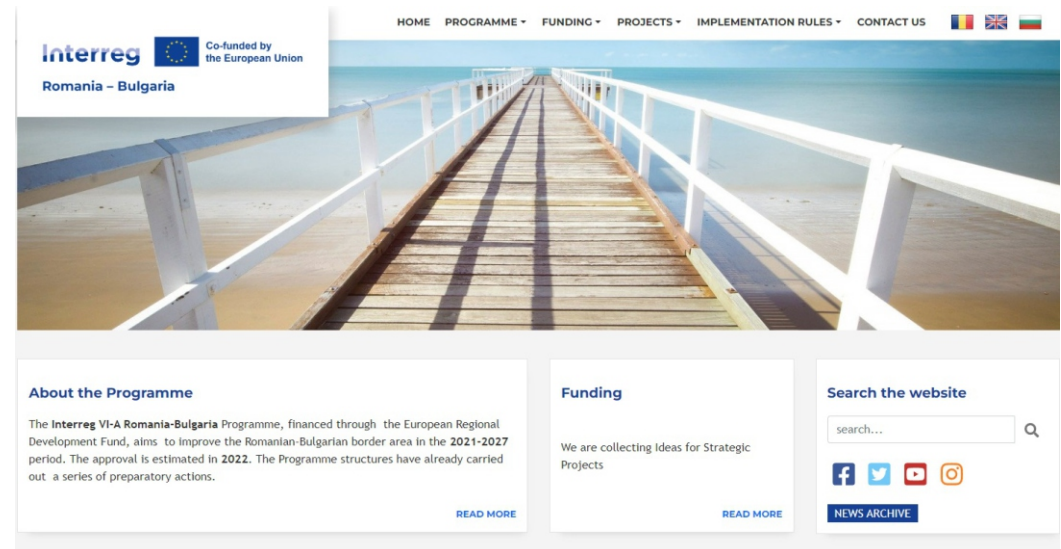 HOME PROGRAMME FUNDING PROJECTS IMPLEMENTATION RULES CONTACT US
Interreg
Co-funded by
the European Union
Romania – Bulgaria
About the Programme
The Interreg VI-A Romania-Bulgaria Programme, financed through the European Regional
Development Fund, aims to improve the Romanian-Bulgarian border area in the 2021-2027
period. The approval is estimated in 2022. The Programme structures have already carried
out a series of preparatory actions.
READ MORE
Funding
We are collecting Ideas for Strategic
Projects
READ MORE
Search the website
search...
NEWS ARCHIVE